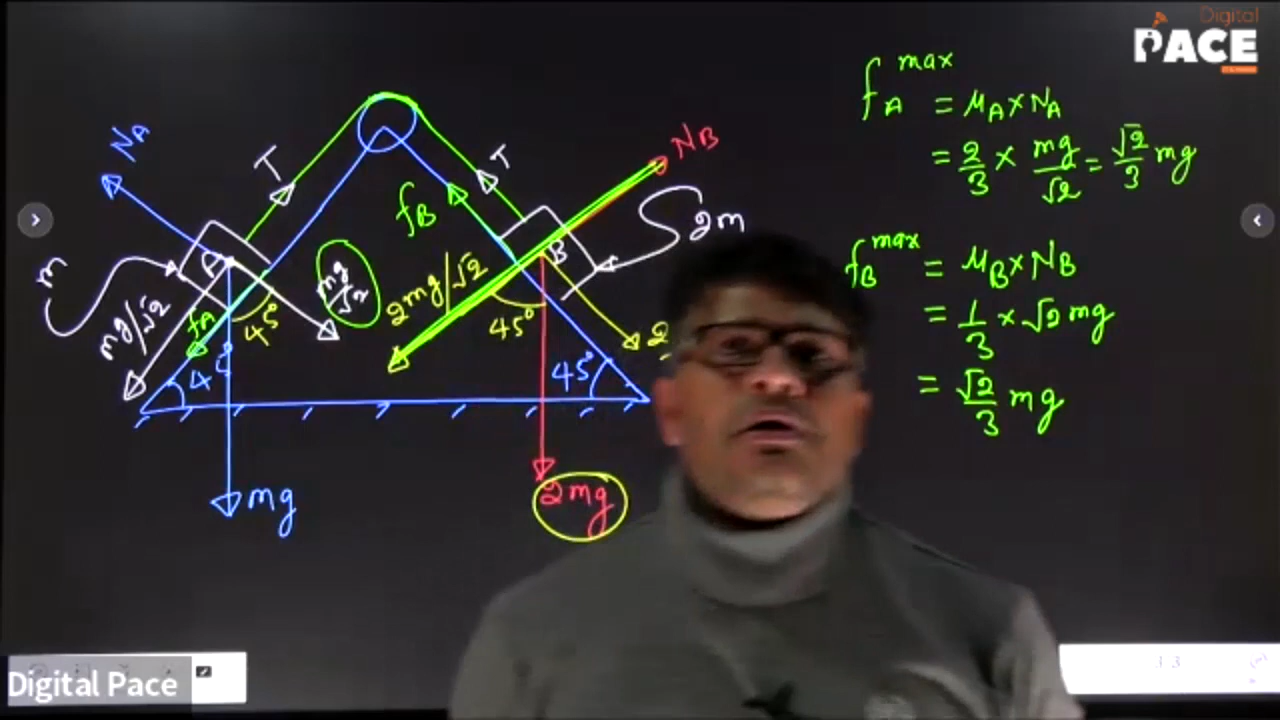 Digital
PACE
f_A^max = μ_A × N_A
= 2/3 × mg/√2 = √2/3 mg
f_B^max = μ_B × N_B
= 1/3 × √2 mg
= √2/3 mg
N_A
T
T
N_B
f_B
2m
A
B
m
mg/√2
f_A
45°
mg/√2
2mg/√2
45°
2
45°
45°
mg
2mg
Digital Pace